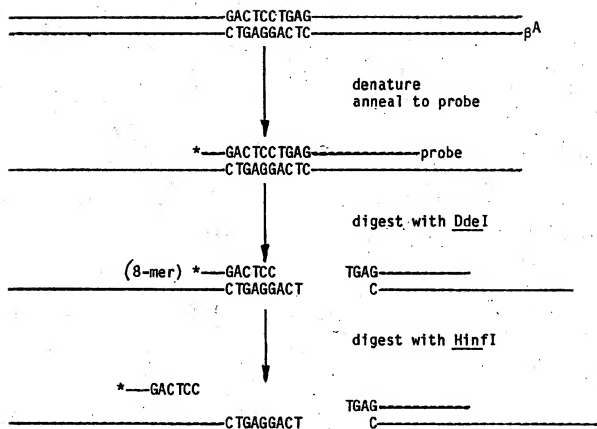 GACTCCTGAG
CTGAGGACTC βA
denature
anneal to probe
* GACTCCTGAG probe
CTGAGGACTC
digest with DdeI
(8-mer) * GACTCC TGAG
CTGAGGACT C
digest with HinfI
* GACTCC
TGAG
CTGAGGACT C